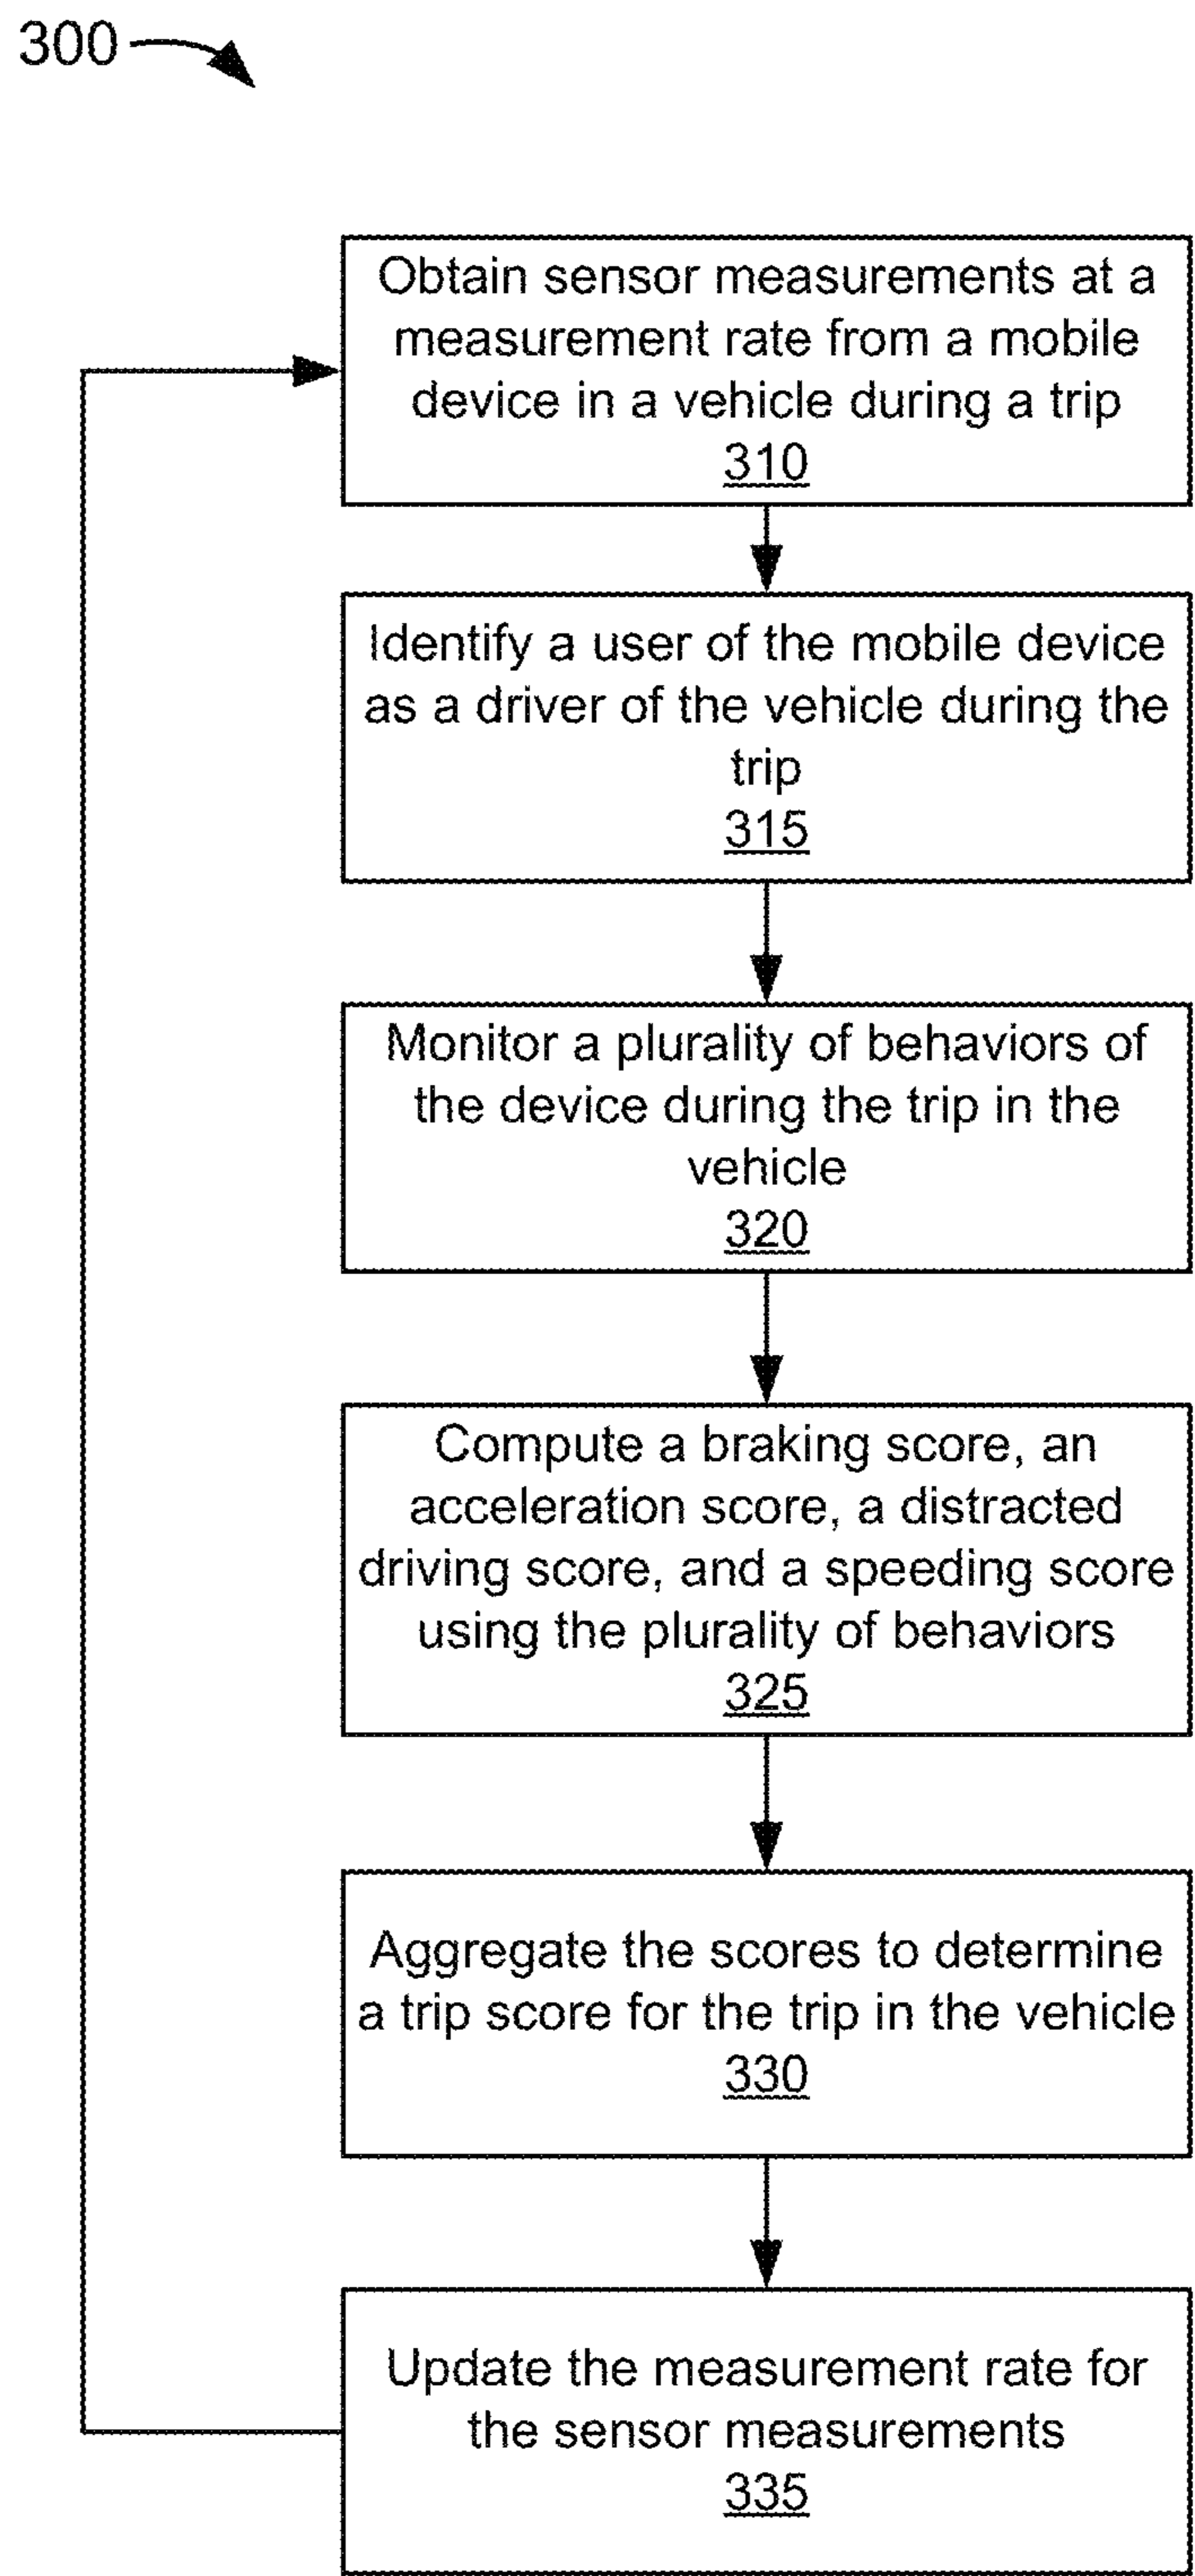 300
Obtain sensor measurements at a
measurement rate from a mobile
device in a vehicle during a trip
310
Identify a user of the mobile device
as a driver of the vehicle during the
trip
315
Monitor a plurality of behaviors of
the device during the trip in the
vehicle
320
Compute a braking score, an
acceleration score, a distracted
driving score, and a speeding score
using the plurality of behaviors
325
Aggregate the scores to determine
a trip score for the trip in the vehicle
330
Update the measurement rate for
the sensor measurements
335